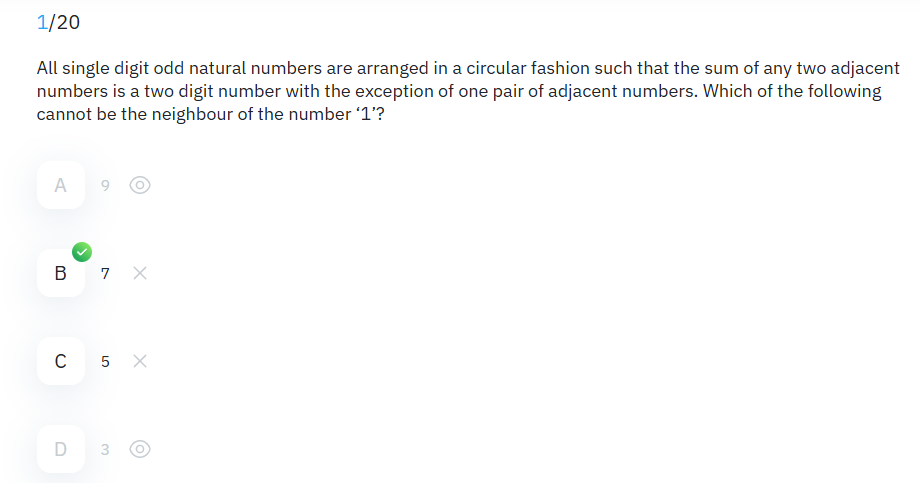 1/20
All single digit odd natural numbers are arranged in a circular fashion such that the sum of any two adjacent
numbers is a two digit number with the exception of one pair of adjacent numbers. Which of the following
cannot be the neighbour of the number ‘1’?
A 9
B 7
C 5
D 3